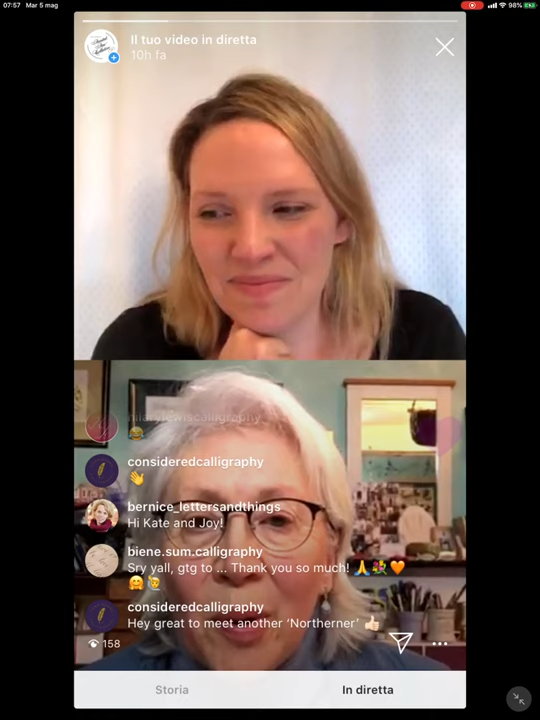 07:57 Mar 5 mag
98%
Il tuo video in diretta
10h fa
hilarylewiscalligraphy
consideredcalligraphy
bernice_lettersandthings
Hi Kate and Joy!
biene.sum.calligraphy
Sry yall, gtg to ... Thank you so much! 🙏💐🧡
🤗🙋
consideredcalligraphy
Hey great to meet another ‘Northerner’ 👍🏻
158
Storia
In diretta